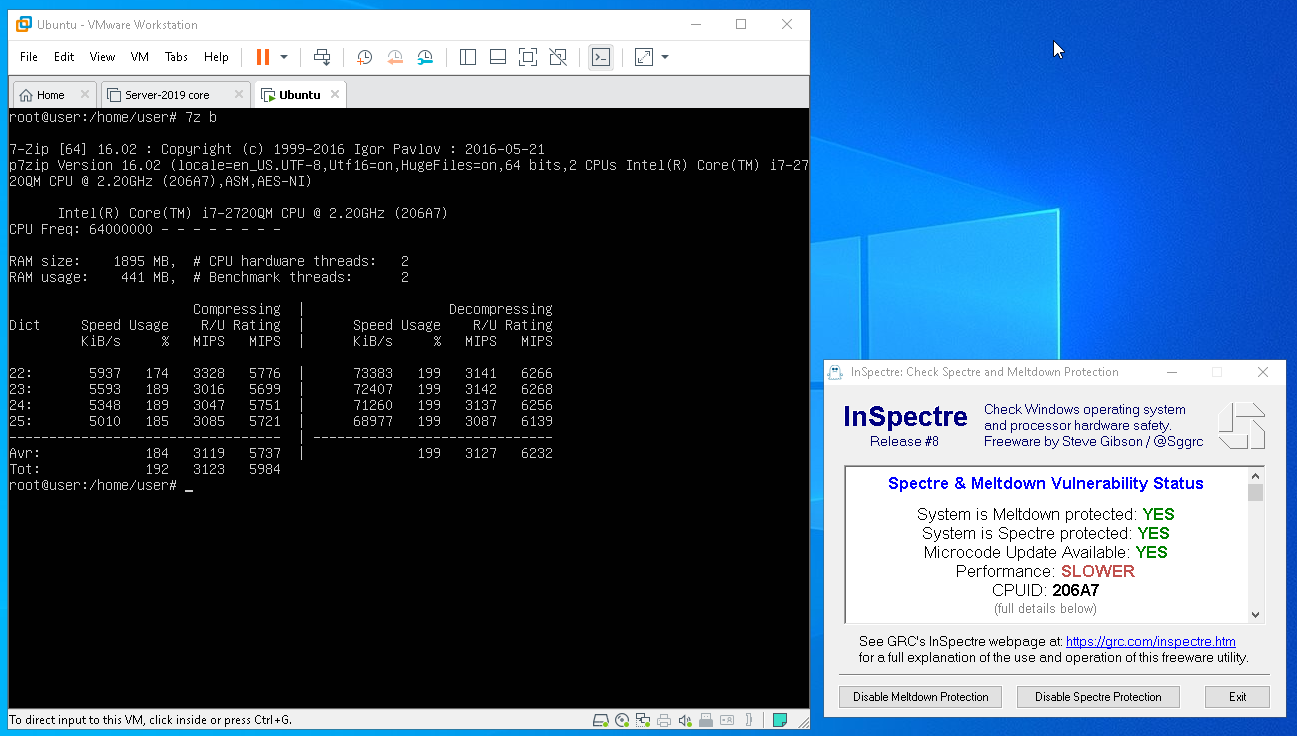 Ubuntu - VMware Workstation
File Edit View VM Tabs Help
Home Server-2019 core Ubuntu
root@user:/home/user# 7z b
7-Zip [64] 16.02 : Copyright (c) 1999-2016 Igor Pavlov : 2016-05-21
p7zip Version 16.02 (locale=en_US.UTF-8,Utf16=on,HugeFiles=on,64 bits,2 CPUs Intel(R) Core(TM) i7-27
20QM CPU @ 2.20GHz (206A7),ASM,AES-NI)
Intel(R) Core(TM) i7-2720QM CPU @ 2.20GHz (206A7)
CPU Freq: 64000000 - - - - - - - -
RAM size: 1895 MB, # CPU hardware threads: 2
RAM usage: 441 MB, # Benchmark threads: 2
Compressing | Decompressing
Dict Speed Usage R/U Rating | Speed Usage R/U Rating
KiB/s % MIPS MIPS | KiB/s % MIPS MIPS
22: 5937 174 3328 5776 | 73383 199 3141 6266
23: 5593 189 3016 5699 | 72407 199 3142 6268
24: 5348 189 3047 5751 | 71260 199 3137 6256
25: 5010 185 3085 5721 | 68977 199 3087 6139
---------------------------------- | ------------------------------
Avr: 184 3119 5737 | 199 3127 6232
Tot: 192 3123 5984
root@user:/home/user# _
To direct input to this VM, click inside or press Ctrl+G.
InSpectre: Check Spectre and Meltdown Protection
InSpectre
Release #8
Check Windows operating system
and processor hardware safety.
Freeware by Steve Gibson / @Sggrc
Spectre & Meltdown Vulnerability Status
System is Meltdown protected: YES
System is Spectre protected: YES
Microcode Update Available: YES
Performance: SLOWER
CPUID: 206A7
(full details below)
See GRC's InSpectre webpage at: https://grc.com/inspectre.htm
for a full explanation of the use and operation of this freeware utility.
Disable Meltdown Protection Disable Spectre Protection Exit